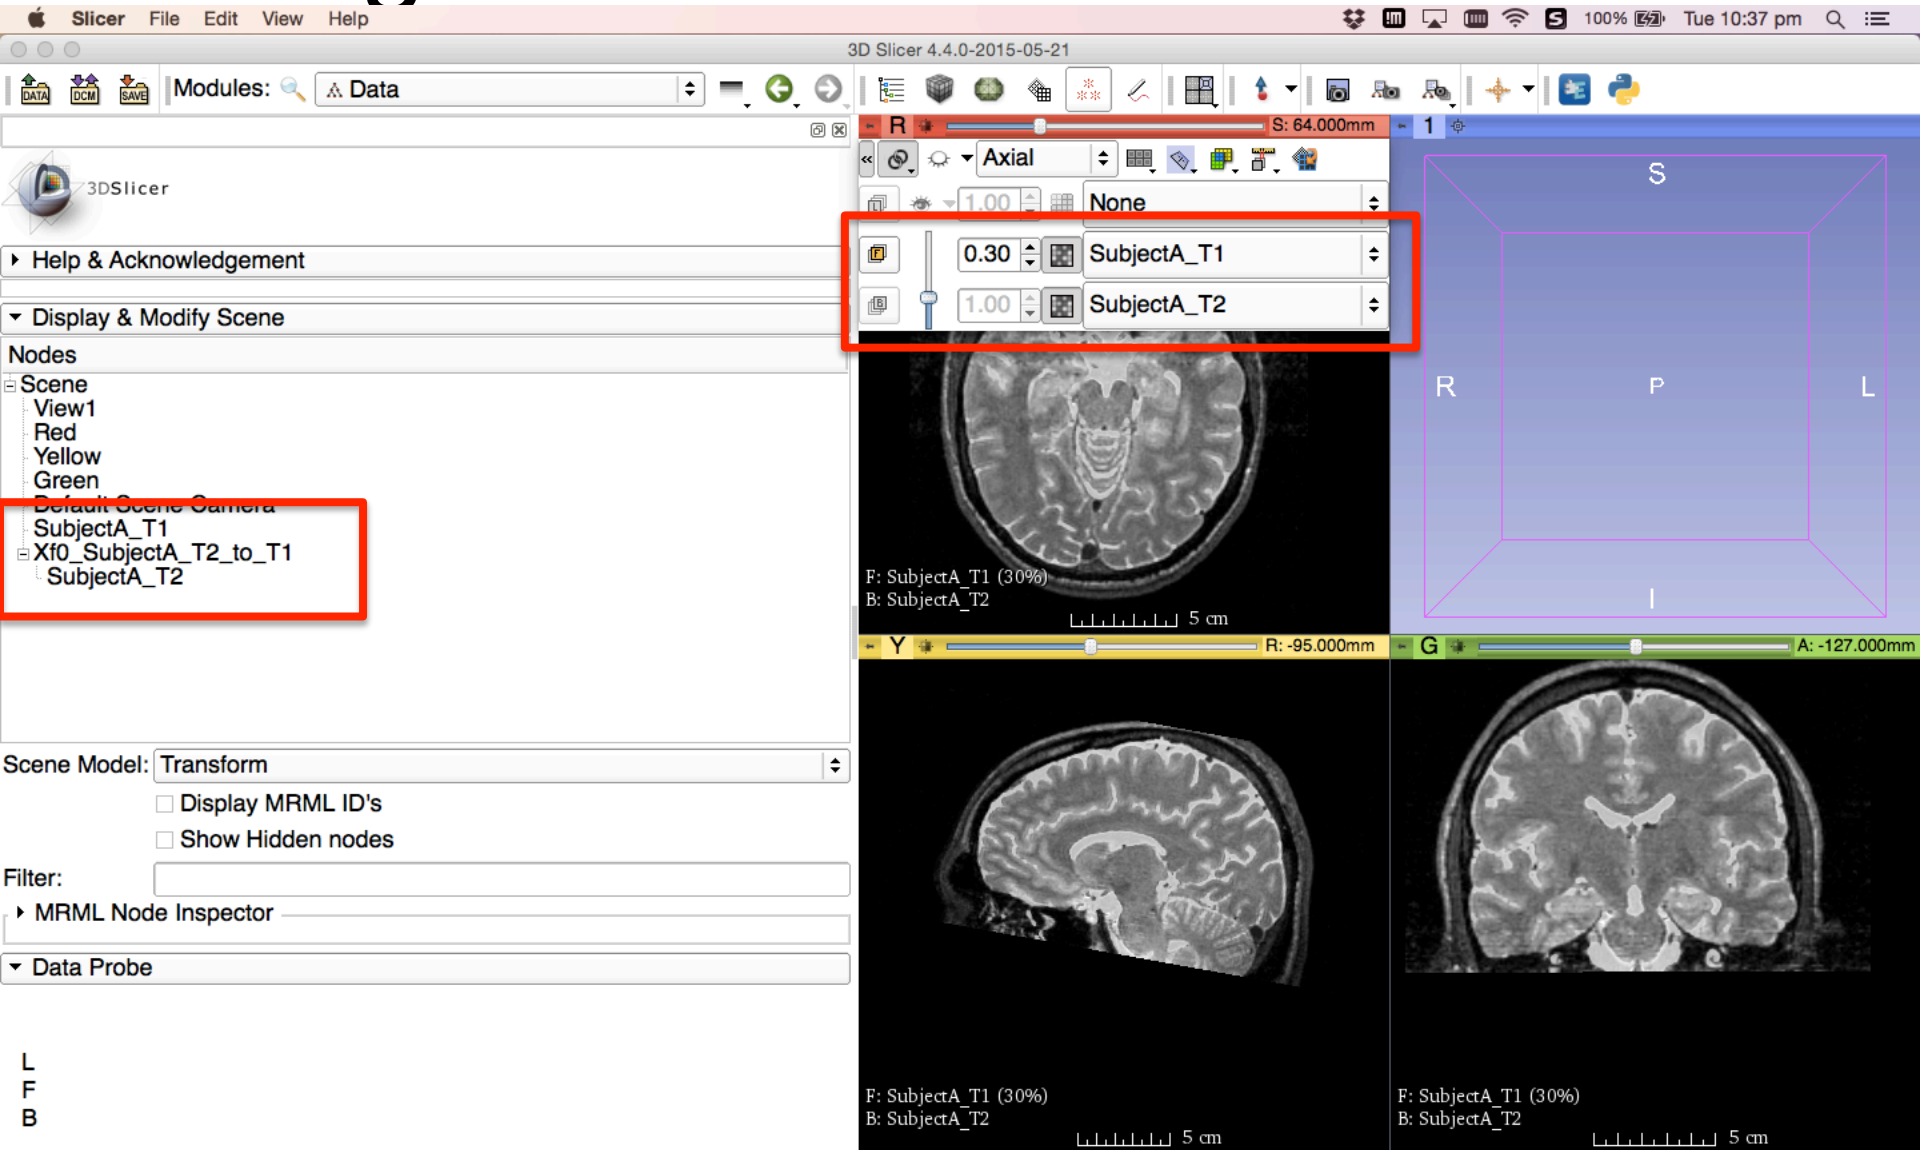 Slicer File Edit View Help
100% Tue 10:37 pm
3D Slicer 4.4.0-2015-05-21
DATA DCM SAVE Modules: Data
R S: 64.000mm
1
Axial
3DSlicer
L 1.00 None
F 0.30 SubjectA_T1
B 1.00 SubjectA_T2
Help & Acknowledgement
Display & Modify Scene
Nodes
Scene
View1
Red
Yellow
Green
Default Scene Camera
SubjectA_T1
Xf0_SubjectA_T2_to_T1
SubjectA_T2
S
R P L
I
F: SubjectA_T1 (30%)
B: SubjectA_T2
5 cm
Y R: -95.000mm
G A: -127.000mm
Scene Model: Transform
Display MRML ID's
Show Hidden nodes
Filter:
MRML Node Inspector
Data Probe
L
F
B
F: SubjectA_T1 (30%)
B: SubjectA_T2
5 cm
F: SubjectA_T1 (30%)
B: SubjectA_T2
5 cm